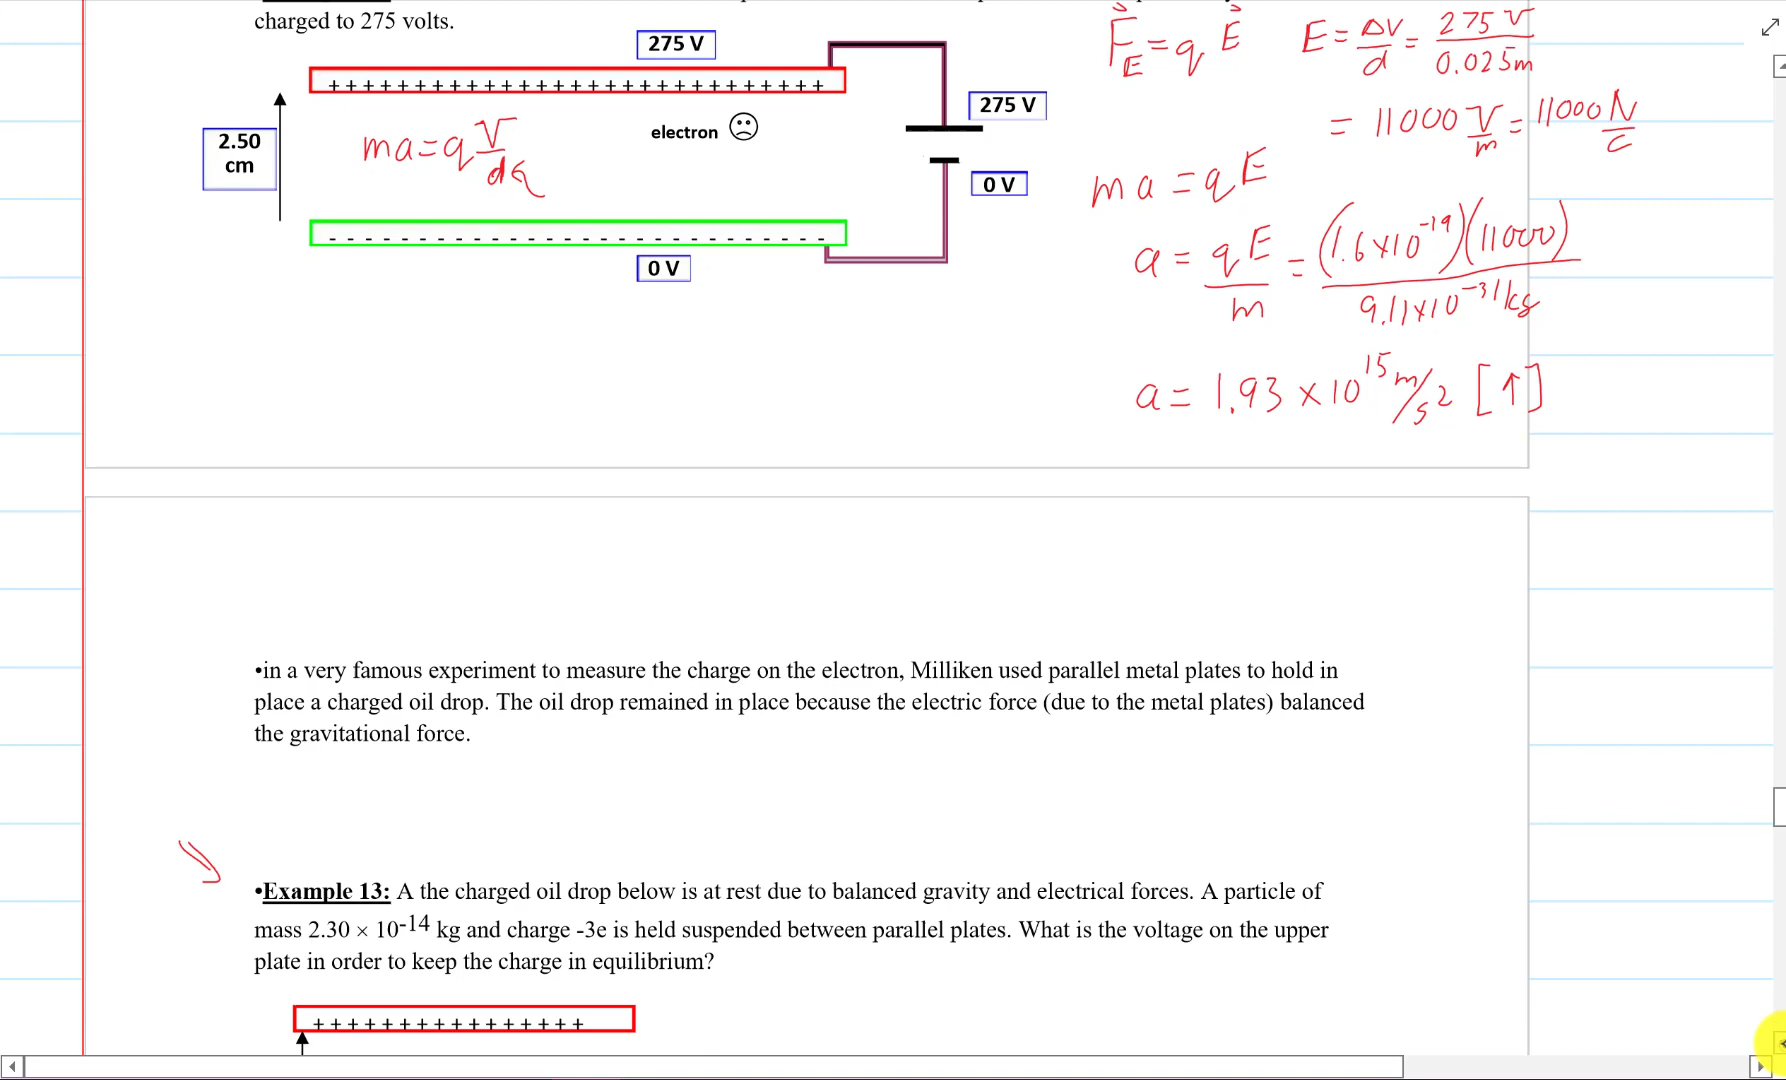 charged to 275 volts.
275 V
+ + + + + + + + + + + + + + + + + + + + + + + + + + + + +
275 V
electron
2.50
cm
0 V
- - - - - - - - - - - - - - - - - - - - - - - - - -
0 V
ma = q V/d
F_E = q E
E = ΔV/d = 275 V/0.025m
= 11000 V/m = 11000 N/C
ma = qE
a = qE/m = (1.6×10^-19)(11000)/9.11×10^-31 kg
a = 1.93 × 10^15 m/s2 [↑]
•in a very famous experiment to measure the charge on the electron, Milliken used parallel metal plates to hold in
place a charged oil drop. The oil drop remained in place because the electric force (due to the metal plates) balanced
the gravitational force.
•Example 13: A the charged oil drop below is at rest due to balanced gravity and electrical forces. A particle of
mass 2.30 × 10-14 kg and charge -3e is held suspended between parallel plates. What is the voltage on the upper
plate in order to keep the charge in equilibrium?
+ + + + + + + + + + + + + + + +